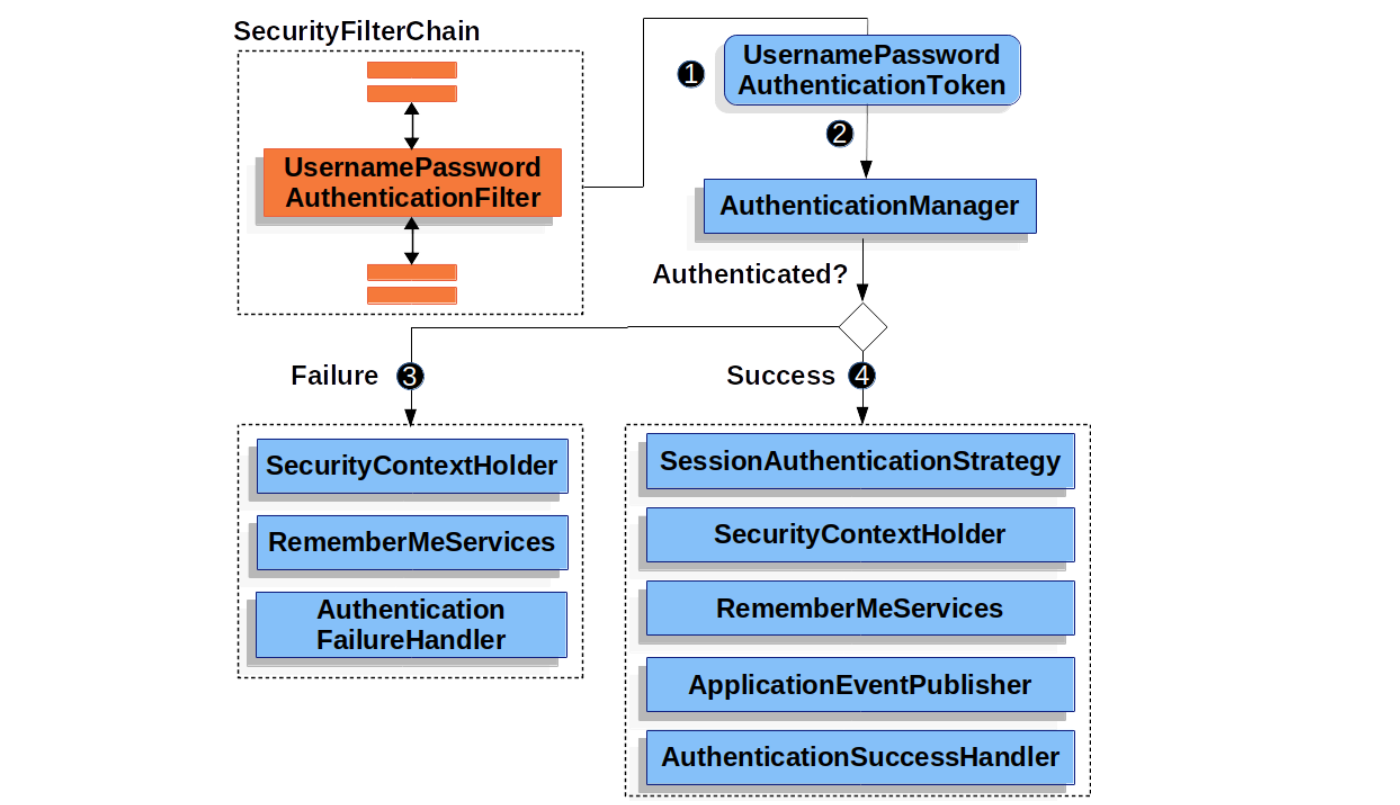 SecurityFilterChain
UsernamePassword
AuthenticationFilter
1
UsernamePassword
AuthenticationToken
2
AuthenticationManager
Authenticated?
Failure 3
Success 4
SecurityContextHolder
RememberMeServices
Authentication
FailureHandler
SessionAuthenticationStrategy
SecurityContextHolder
RememberMeServices
ApplicationEventPublisher
AuthenticationSuccessHandler